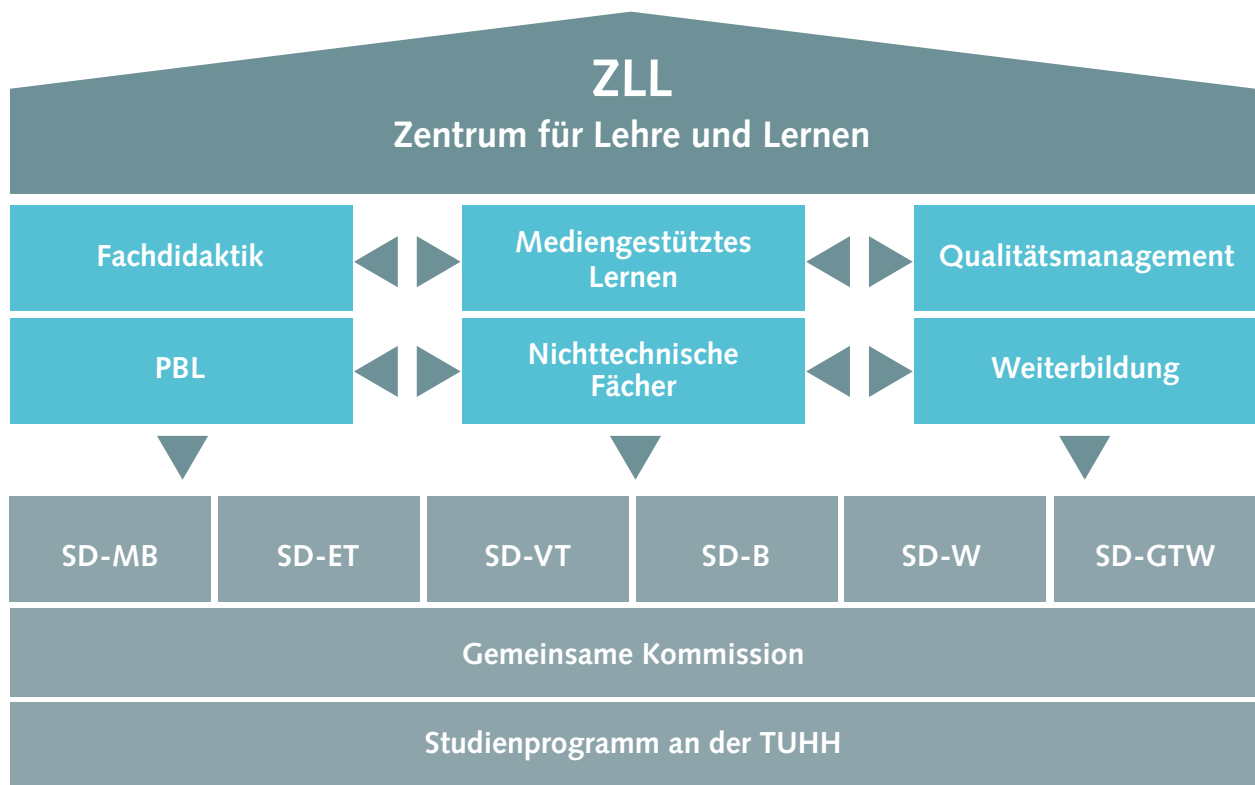 ZLL
Zentrum für Lehre und Lernen
Fachdidaktik
Mediengestütztes
Lernen
Qualitätsmanagement
PBL
Nichttechnische
Fächer
Weiterbildung
SD-MB
SD-ET
SD-VT
SD-B
SD-W
SD-GTW
Gemeinsame Kommission
Studienprogramm an der TUHH